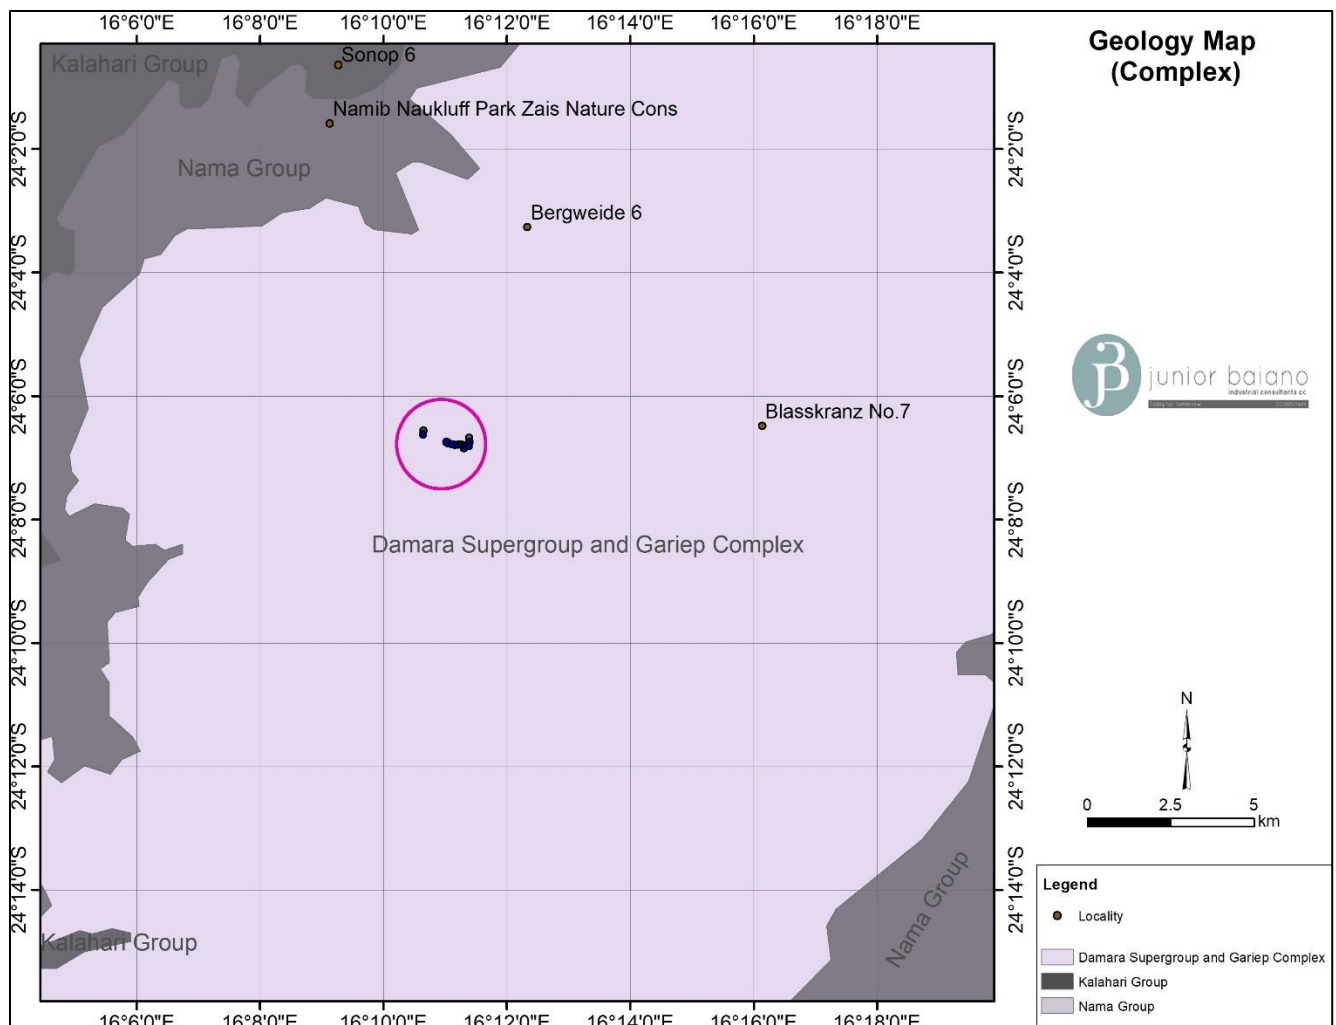 16°6'0"E 16°8'0"E 16°10'0"E 16°12'0"E 16°14'0"E 16°16'0"E 16°18'0"E
Geology Map
(Complex)
Kalahari Group
Sonop 6
Namib Naukluff Park Zais Nature Cons
24°2'0"S 24°2'0"S
Nama Group
Bergweide 6
24°4'0"S 24°4'0"S
junior baiano
industrial consultants cc
24°6'0"S 24°6'0"S
Blasskranz No.7
24°8'0"S 24°8'0"S
Damara Supergroup and Gariep Complex
24°10'0"S 24°10'0"S
N
24°12'0"S 24°12'0"S
0 2.5 5
km
24°14'0"S 24°14'0"S
Nama Group
Kalahari Group
Legend
Locality
Damara Supergroup and Gariep Complex
Kalahari Group
Nama Group
16°6'0"E 16°8'0"E 16°10'0"E 16°12'0"E 16°14'0"E 16°16'0"E 16°18'0"E